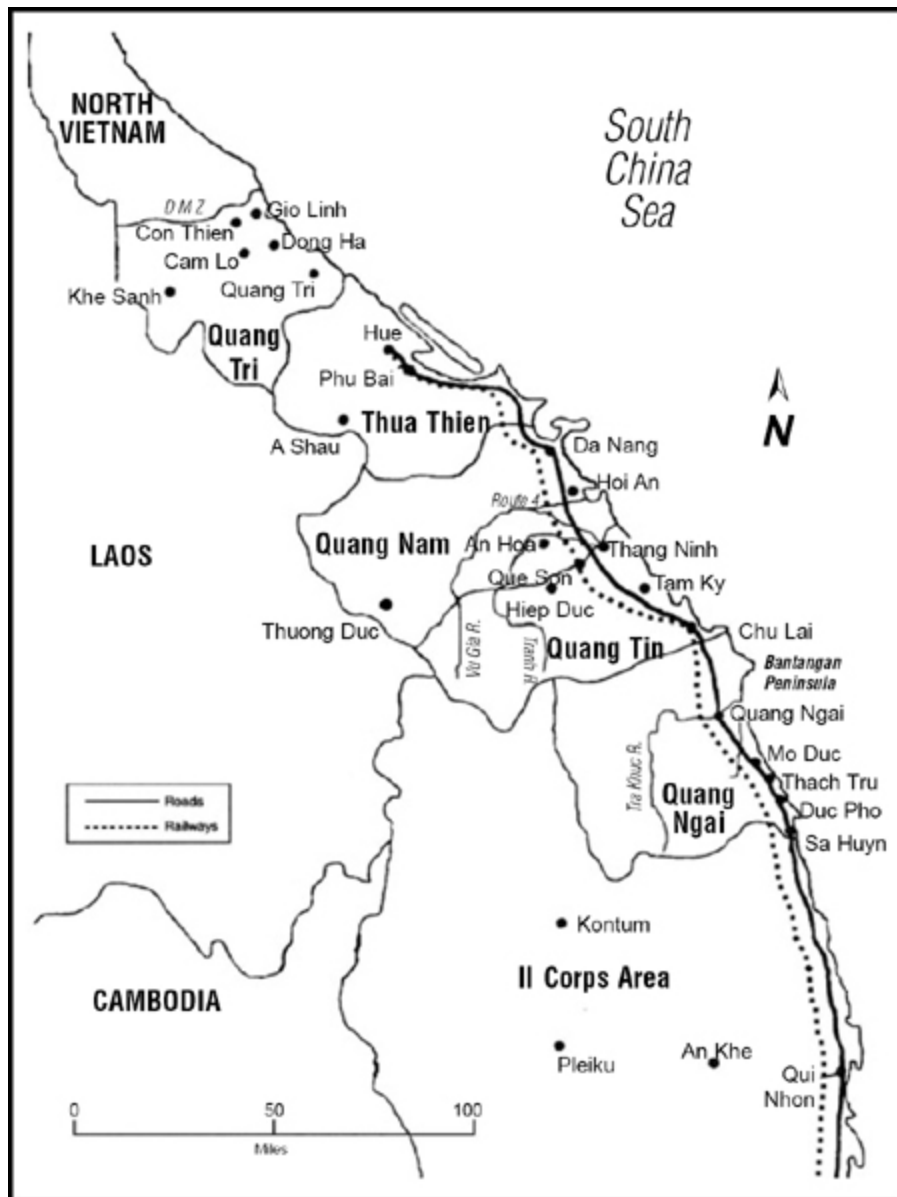 NORTH
VIETNAM
South
China
Sea
DMZ
Gio Linh
Con Thien
Dong Ha
Cam Lo
Khe Sanh
Quang Tri
Quang
Tri
Hue
Phu Bai
Thua Thien
A Shau
N
Da Nang
Hoi An
Route 4
LAOS
Quang Nam
An Hoa
Thang Ninh
Que Son
Tam Ky
Hiep Duc
Thuong Duc
Vu Gia R.
Tranh R.
Quang Tin
Chu Lai
Bantangan
Peninsula
Quang Ngai
Mo Duc
Thach Tru
Tra Khuc R.
Quang
Ngai
Duc Pho
Sa Huyn
Roads
Railways
Kontum
II Corps Area
CAMBODIA
Pleiku
An Khe
Qui
Nhon
0 50 100
Miles